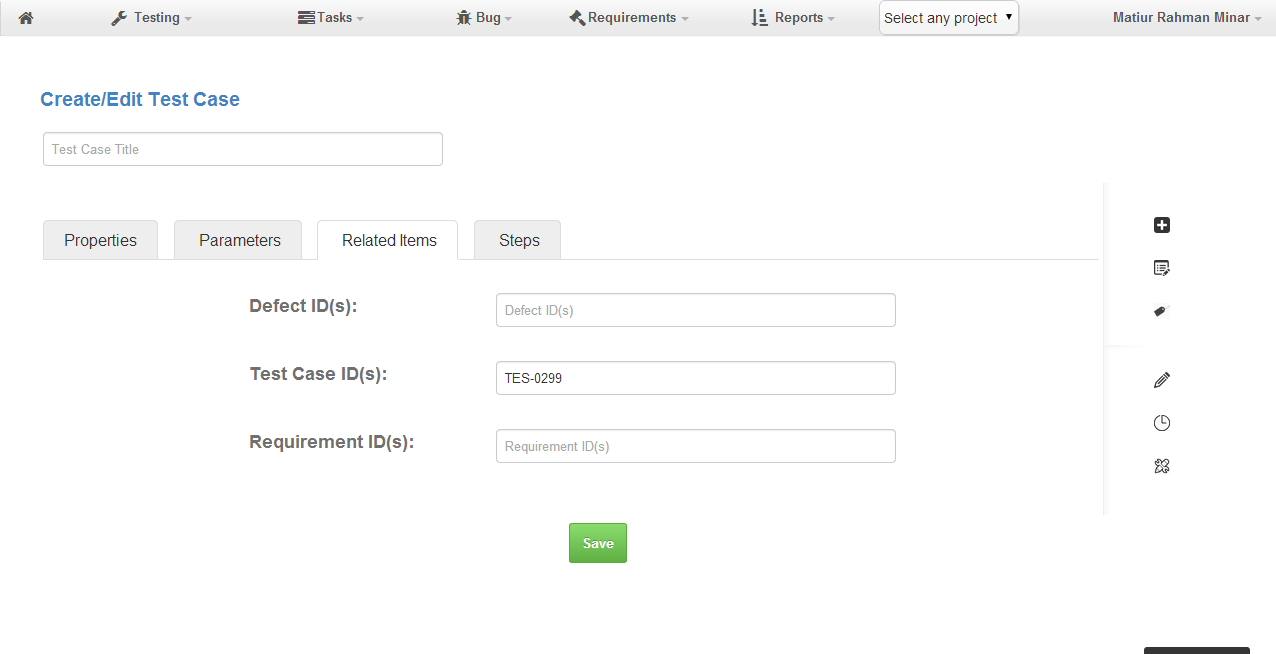 Testing Tasks Bug Requirements Reports Select any project Matiur Rahman Minar
Create/Edit Test Case
Test Case Title
Properties Parameters Related Items Steps
Defect ID(s): Defect ID(s)
Test Case ID(s): TES-0299
Requirement ID(s): Requirement ID(s)
Save